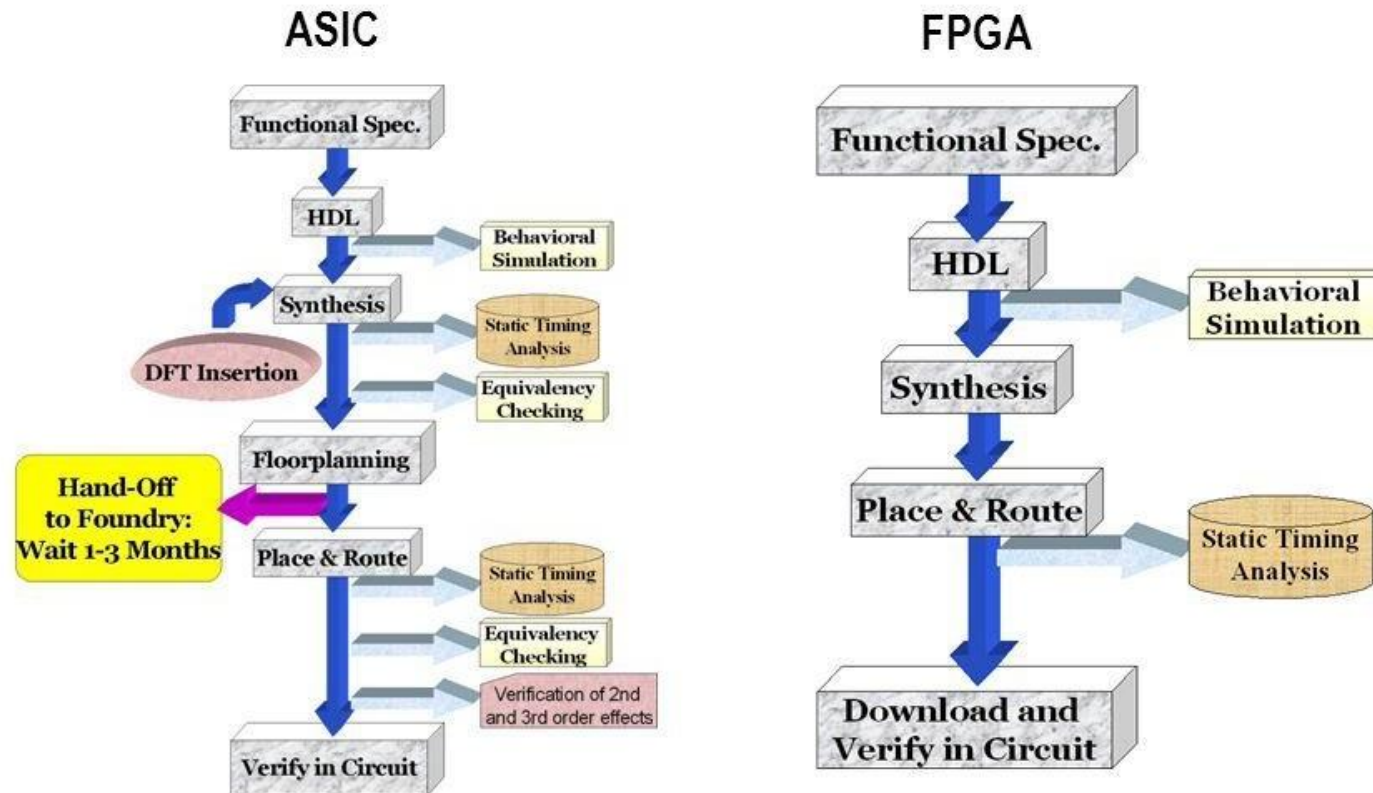 ASIC
Functional Spec.
HDL
Behavioral
Simulation
Synthesis
DFT Insertion
Static Timing
Analysis
Equivalency
Checking
Floorplanning
Hand-Off
to Foundry:
Wait 1-3 Months
Place & Route
Static Timing
Analysis
Equivalency
Checking
Verification of 2nd
and 3rd order effects
Verify in Circuit
FPGA
Functional Spec.
HDL
Behavioral
Simulation
Synthesis
Place & Route
Static Timing
Analysis
Download and
Verify in Circuit